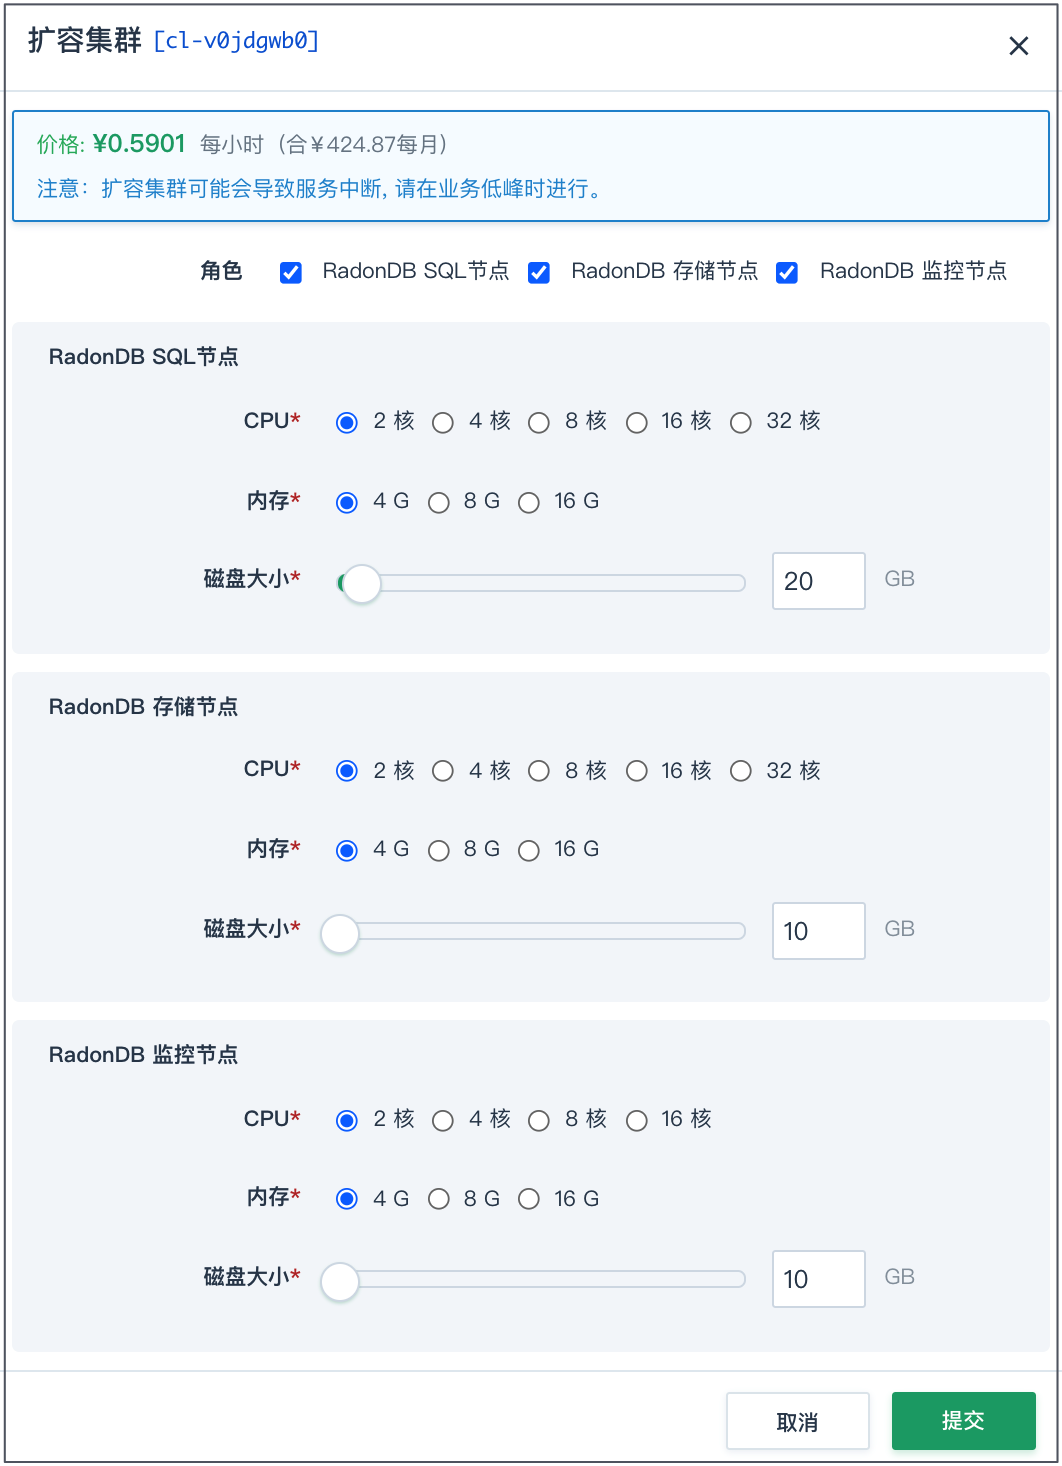 扩容集群 [cl-v0jdgwb0]
价格: ¥0.5901 每小时（合¥424.87每月）
注意：扩容集群可能会导致服务中断, 请在业务低峰时进行。
角色 RadonDB SQL节点 RadonDB 存储节点 RadonDB 监控节点
RadonDB SQL节点
CPU* 2 核 4 核 8 核 16 核 32 核
内存* 4 G 8 G 16 G
磁盘大小* 20 GB
RadonDB 存储节点
CPU* 2 核 4 核 8 核 16 核 32 核
内存* 4 G 8 G 16 G
磁盘大小* 10 GB
RadonDB 监控节点
CPU* 2 核 4 核 8 核 16 核
内存* 4 G 8 G 16 G
磁盘大小* 10 GB
取消 提交